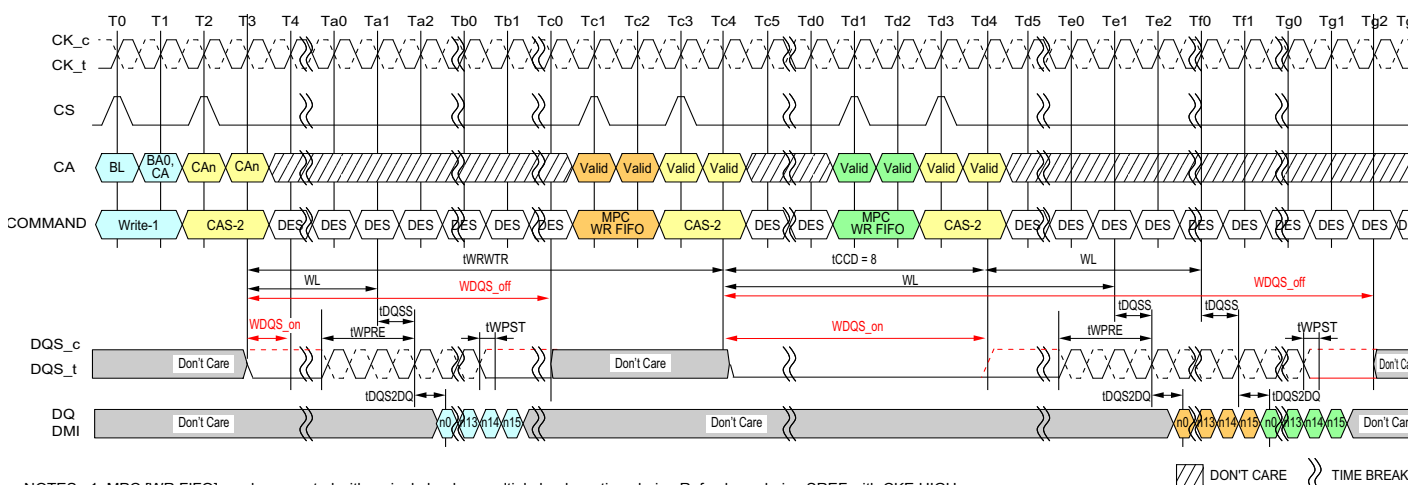 T0 T1 T2 T3 T4 Ta0 Ta1 Ta2 Tb0 Tb1 Tc0 Tc1 Tc2 Tc3 Tc4 Tc5 Td0 Td1 Td2 Td3 Td4 Td5 Te0 Te1 Te2 Tf0 Tf1 Tg0 Tg1 Tg2
CK_c
CK_t
CS
CA BL BA0, CA CAn CAn Valid Valid Valid Valid Valid Valid Valid Valid
COMMAND Write-1 CAS-2 DES DES DES DES DES DES DES MPC WR FIFO CAS-2 DES DES MPC WR FIFO CAS-2 DES DES DES DES DES DES DES DES DES
tWRWTR tCCD = 8 WL
WL WL
WDQS_off WDQS_off
tDQSS tDQSS tDQSS
WDQS_on tWPRE tWPST WDQS_on tWPRE tWPST
DQS_c
DQS_t
Don't Care Don't Care Don't Ca
tDQS2DQ tDQS2DQ tDQS2DQ
DQ
DMI
Don't Care n0 n13 n14 n15 Don't Care n0 n13 n14 n15 n0 n13 n14 n15 Don't Care
DON'T CARE TIME BREAK